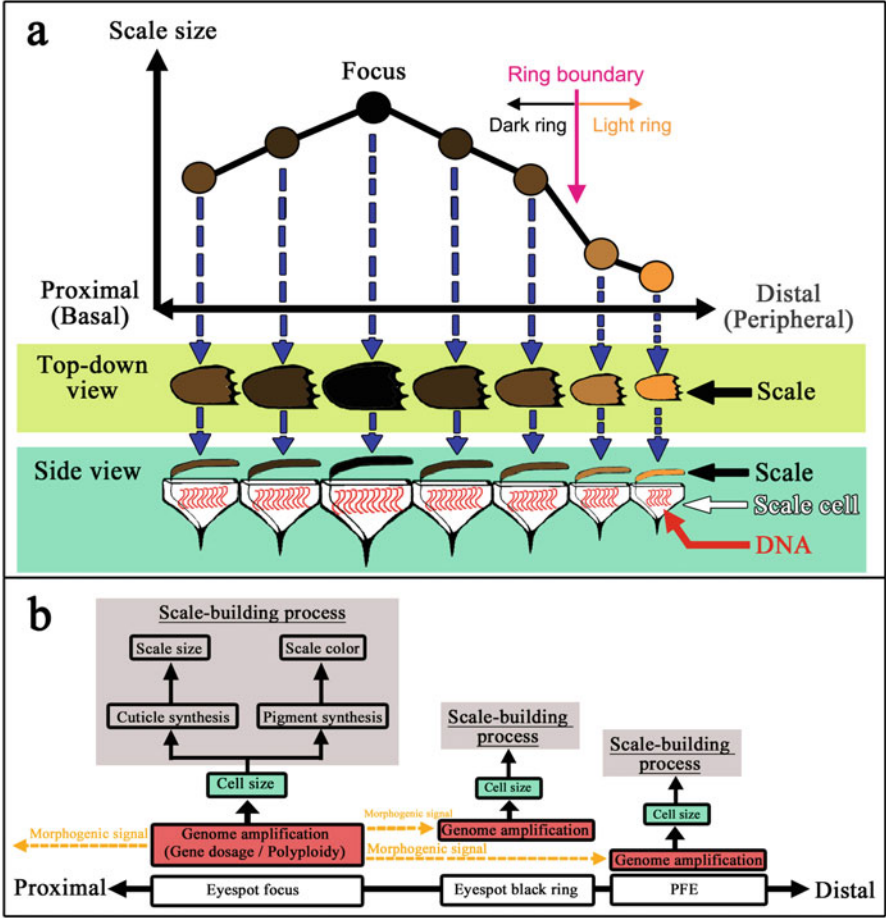 a
Scale size
Focus
Ring boundary
Dark ring
Light ring
Proximal
(Basal)
Distal
(Peripheral)
Top-down
view
Scale
Side view
Scale
Scale cell
DNA
b
Scale-building process
Scale size
Scale color
Cuticle synthesis
Pigment synthesis
Cell size
Scale-building
process
Cell size
Scale-building
process
Cell size
Morphogenic signal
Genome amplification
(Gene dosage / Polyploidy)
Morphogenic signal
Genome amplification
Morphogenic signal
Genome amplification
Proximal
Eyespot focus
Eyespot black ring
PFE
Distal